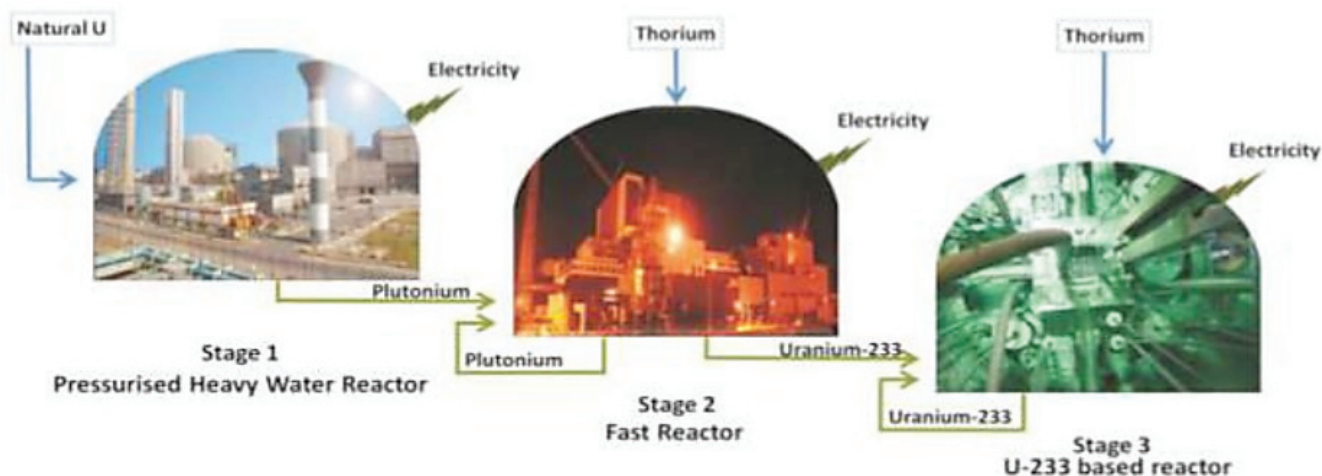 Natural U
Electricity
Plutonium
Stage 1
Pressurised Heavy Water Reactor
Thorium
Electricity
Plutonium
Uranium-233
Stage 2
Fast Reactor
Thorium
Electricity
Uranium-233
Stage 3
U-233 based reactor